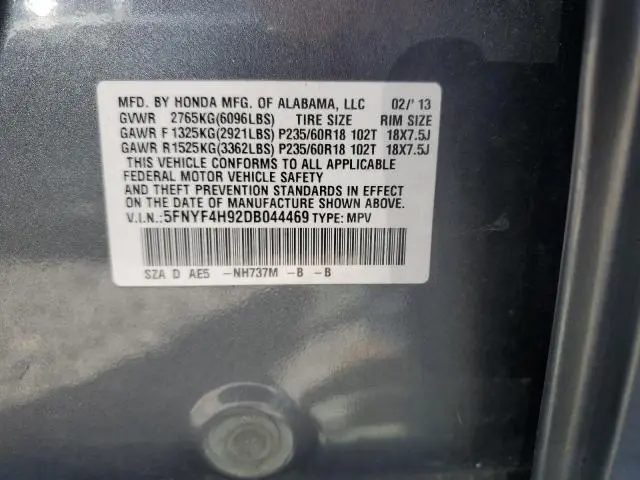 MFD. BY HONDA MFG. OF ALABAMA, LLC 02/'13
GVWR 2765KG(6096LBS) TIRE SIZE RIM SIZE
GAWR F 1325KG(2921LBS) P235/60R18 102T 18X7.5J
GAWR R 1525KG(3362LBS) P235/60R18 102T 18X7.5J
THIS VEHICLE CONFORMS TO ALL APPLICABLE
FEDERAL MOTOR VEHICLE SAFETY
AND THEFT PREVENTION STANDARDS IN EFFECT
ON THE DATE OF MANUFACTURE SHOWN ABOVE.
V.I.N.: 5FNYF4H92DB044469 TYPE: MPV
SZA D AE5 -NH737M -B -B